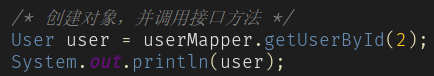 /* 创建对象，并调用接口方法 */
User user = userMapper.getUserById(2);
System.out.println(user);